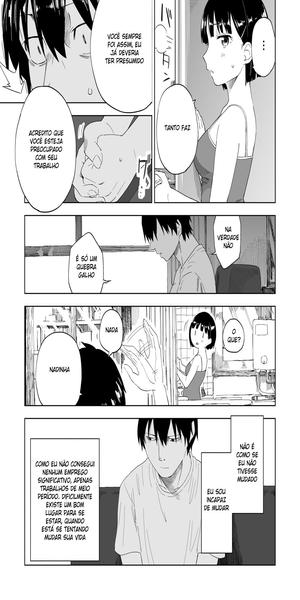 ...
TANTO FAZ
VOCÊ SEMPRE
FOI ASSIM, EU
JÁ DEVERIA
TER PRESUMIDO
ACREDITO QUE
VOCÊ ESTEJA
PREOCUPADO
COM SEU
TRABALHO
NA
VERDADE
NÃO
É SÓ UM
QUEBRA
GALHO
O
QUE?
NADA
NADINHA
NÃO É
COMO SE
EU NÃO
TIVESSE
MUDADO
EU SOU
INCAPAZ
DE MUDAR
COMO EU NÃO CONSEGUI
NENHUM EMPREGO
SIGNIFICATIVO, APENAS
TRABALHOS DE MEIO
PERÍODO. DIFICILMENTE
EXISTE UM BOM
LUGAR PARA SE
ESTAR, QUANDO
ESTÁ SE TENTANDO
MUDAR SUA VIDA